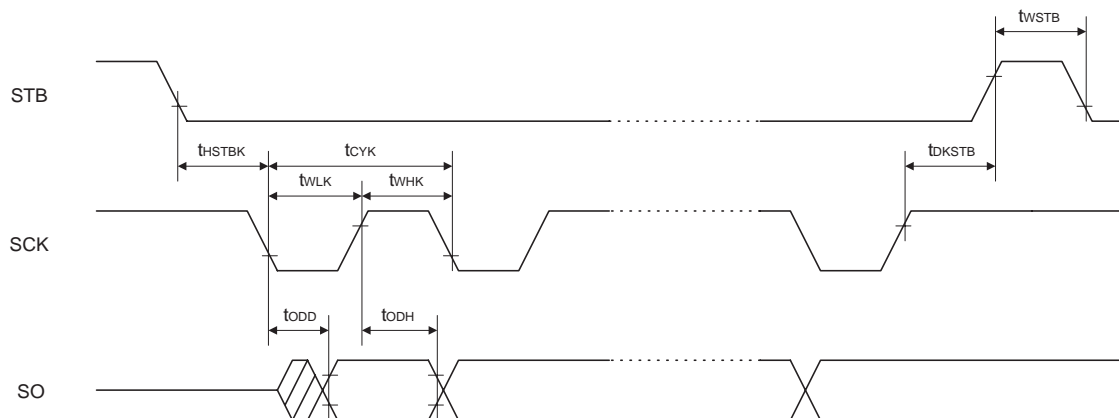 tWSTB
STB
tHSTBK
tCYK
tDKSTB
tWLK
tWHK
SCK
tODD
tODH
SO